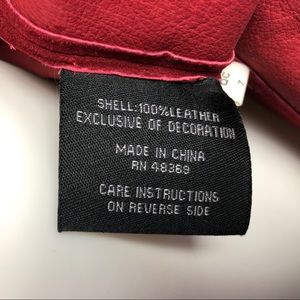 SHELL:100%LEATHER
EXCLUSIVE OF DECORATION
MADE IN CHINA
RN 48369
CARE INSTRUCTIONS
ON REVERSE SIDE